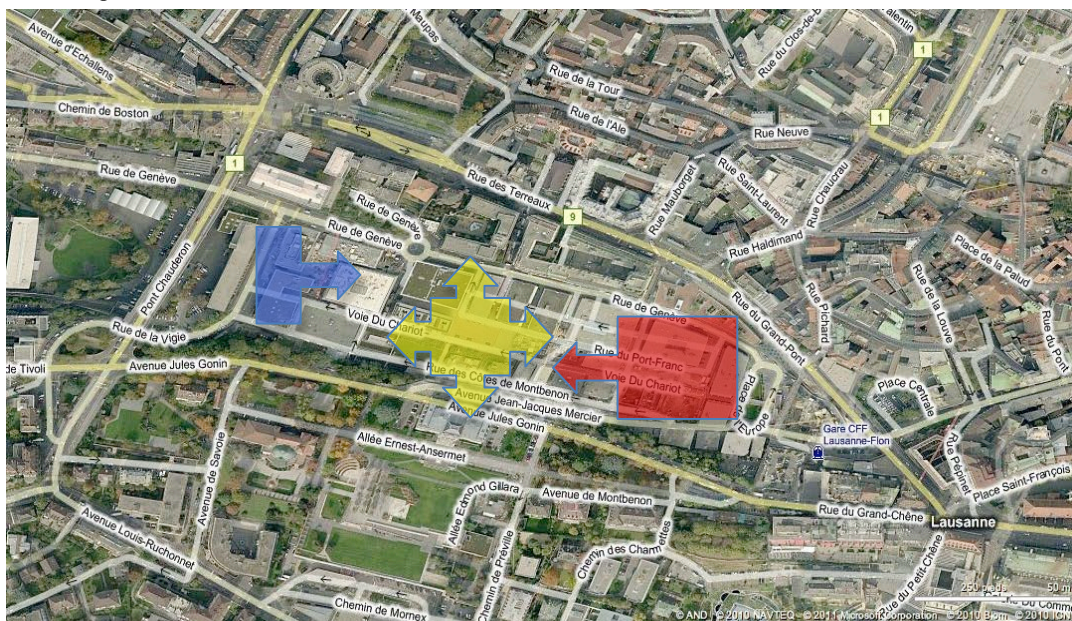 Maupas
Valentin
Avenue d'Echallens
Rue du Clos-de-B
1
Rue de la Tour
Chemin de Boston
Rue de l'Ale
1
Rue Neuve
1
Rue de Genève
Rue des Terreaux
Rue Mauborget
Rue Saint-Laurent
Rue Chaucrau
Rue de Genève
9
Rue de Genève
Rue Haldimand
Place de la Palud
Pont Chauderon
Rue de Genève
Rue Pichard
Rue de la Louve
Rue du Pont
Voie Du Chariot
Rue du Grand-Pont
Rue de la Vigie
Rue du Port-Franc
de Tivoli
Avenue Jules Gonin
Rue des Côtes de Montbenon
Voie Du Chariot
Place Centrale
Avenue Jean-Jacques Mercier
Place de l'Europe
Avenue Jules Gonin
Gare CFF
Lausanne-Flon
Allée Ernest-Ansermet
Rue Pépinet
Avenue de Savoie
Place Saint-François
Allée Edmond Gillara
Avenue de Montbenon
Rue du Grand-Chêne
Lausanne
Avenue Louis-Ruchonnet
Chemin des Charmettes
Rue du Petit-Chêne
Chemin de Préville
250 pieds
50 m
Chemin de Mornex
© AND © 2010 NAVTEQ © 2011 Microsoft Corporation © 2010 Blom © 2010 IGN